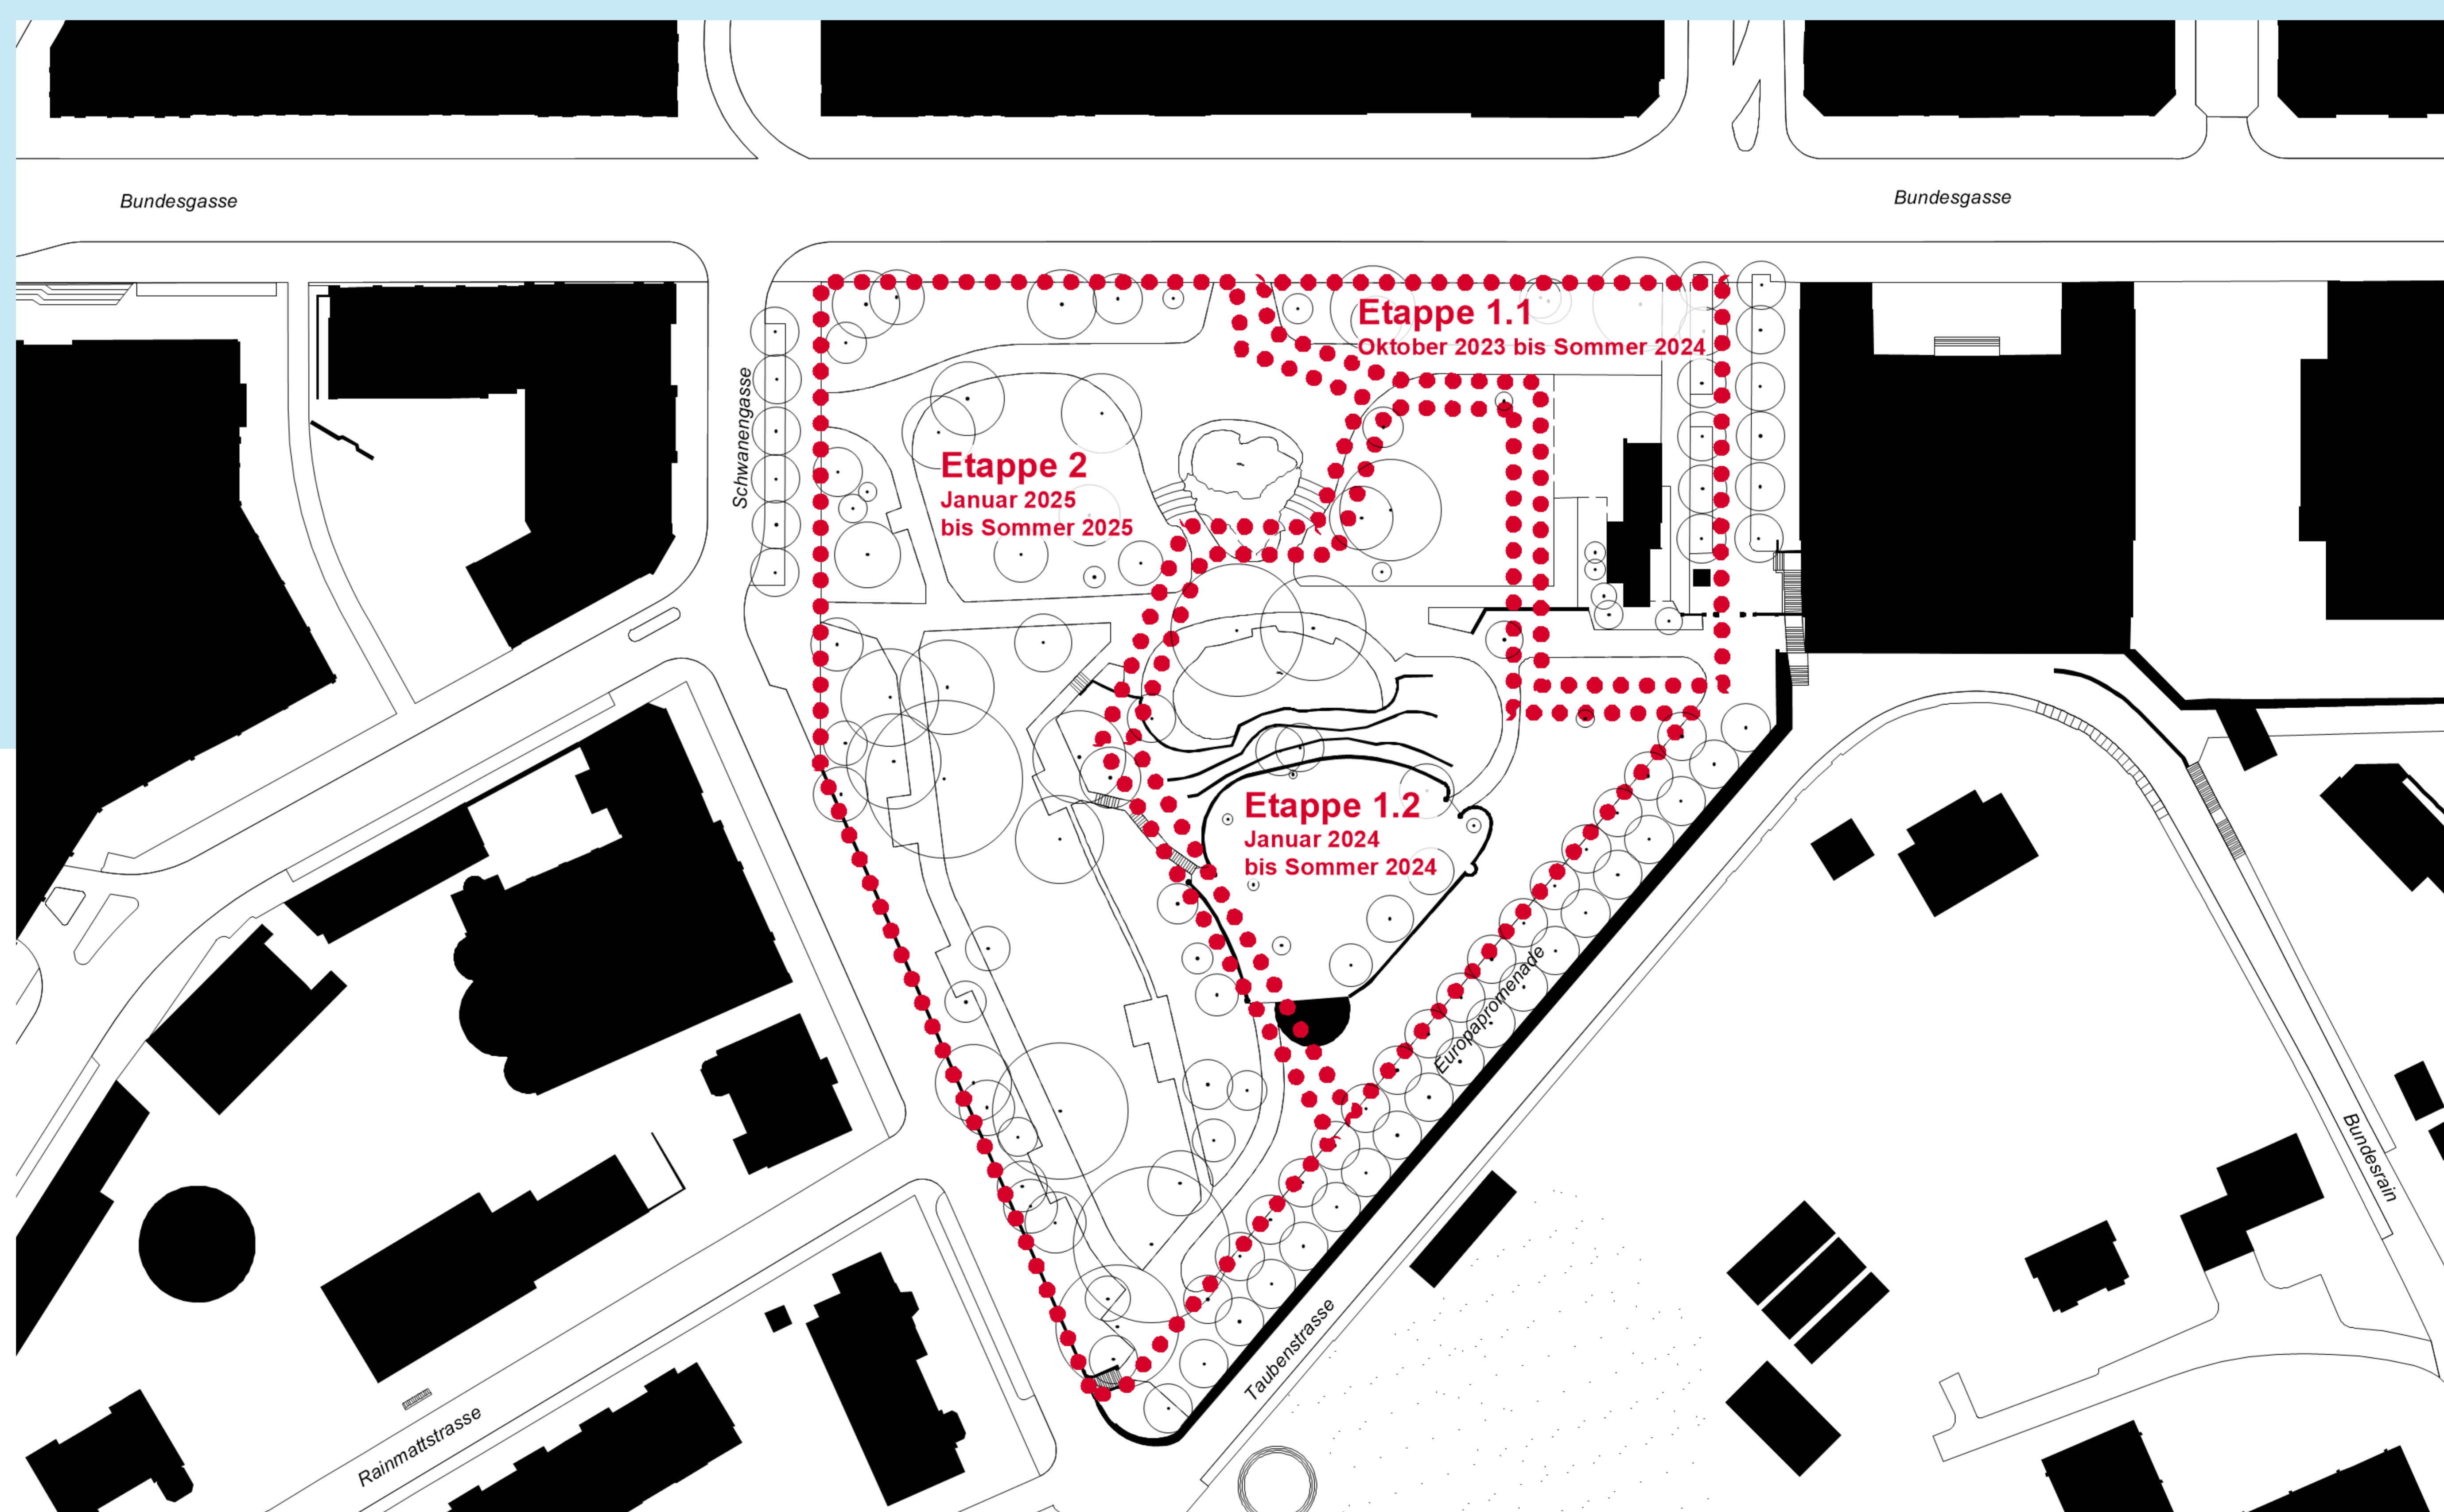 Bundesgasse
Bundesgasse
Etappe 1.1
Oktober 2023 bis Sommer 2024
Schwanengasse
Etappe 2
Januar 2025
bis Sommer 2025
Etappe 1.2
Januar 2024
bis Sommer 2024
Europapromenade
Bundesrain
Taubenstrasse
Rainmattstrasse